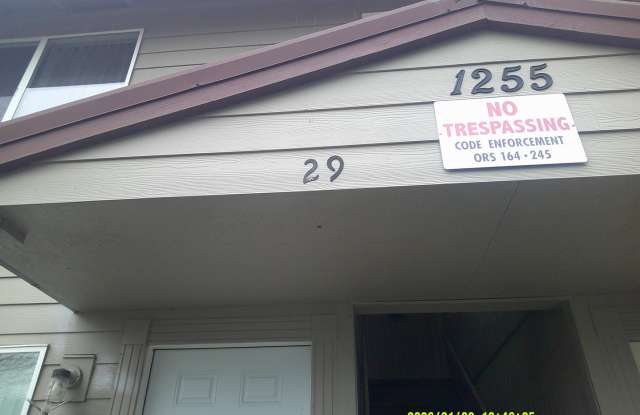 1255
NO
TRESPASSING
CODE ENFORCEMENT
ORS 164 - 245
29